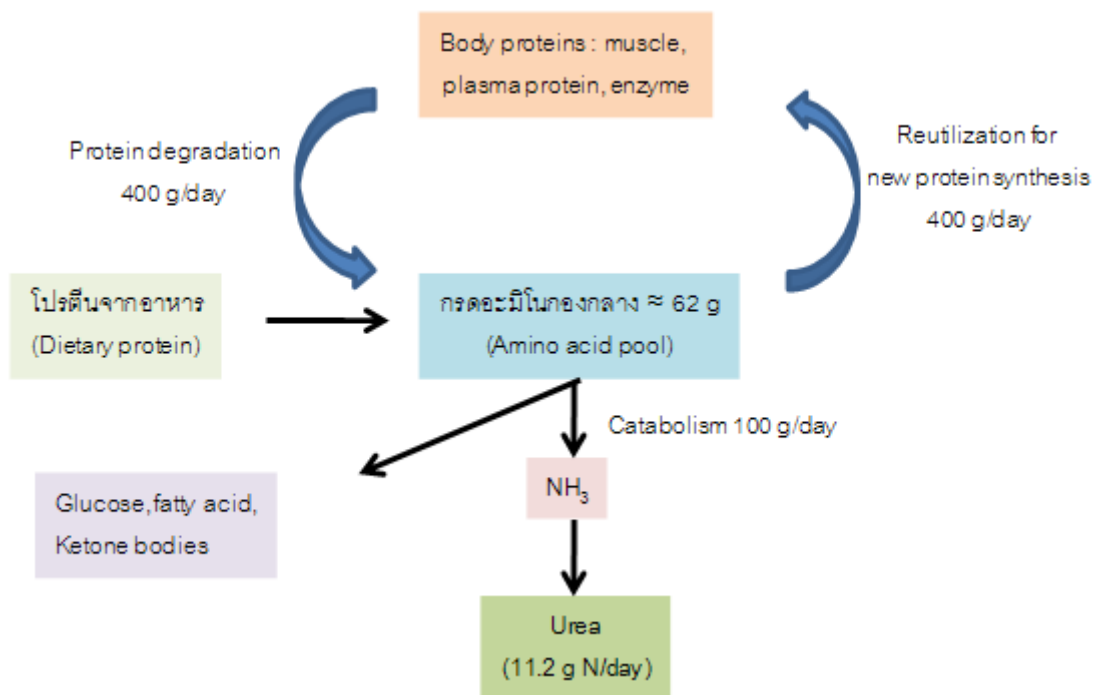 Body proteins : muscle,
plasma protein, enzyme
Protein degradation
400 g/day
Reutilization for
new protein synthesis
400 g/day
โปรตีนจากอาหาร
(Dietary protein)
กรดอะมิโนกองกลาง ≈ 62 g
(Amino acid pool)
Catabolism 100 g/day
NH₃
Glucose, fatty acid,
Ketone bodies
Urea
(11.2 g N/day)